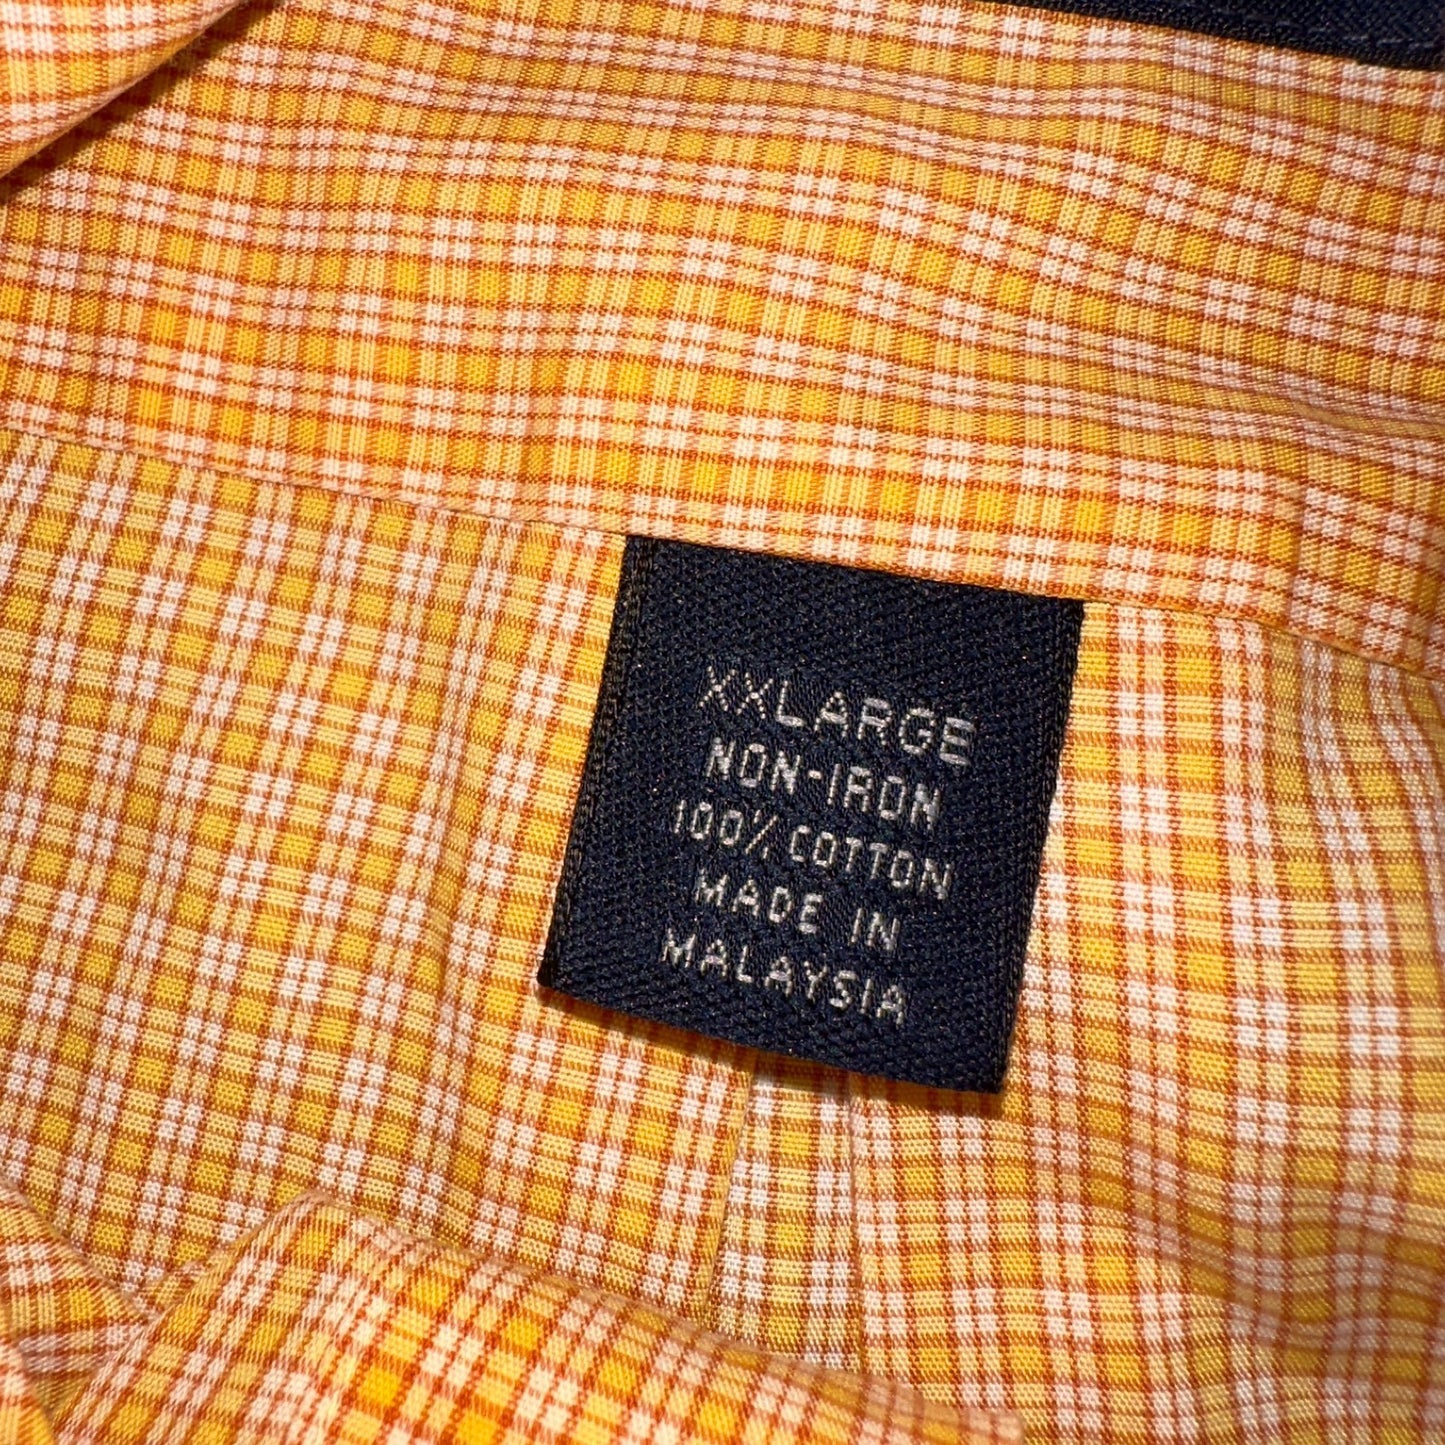 XXLARGE
NON-IRON
100% COTTON
MADE IN
MALAYSIA